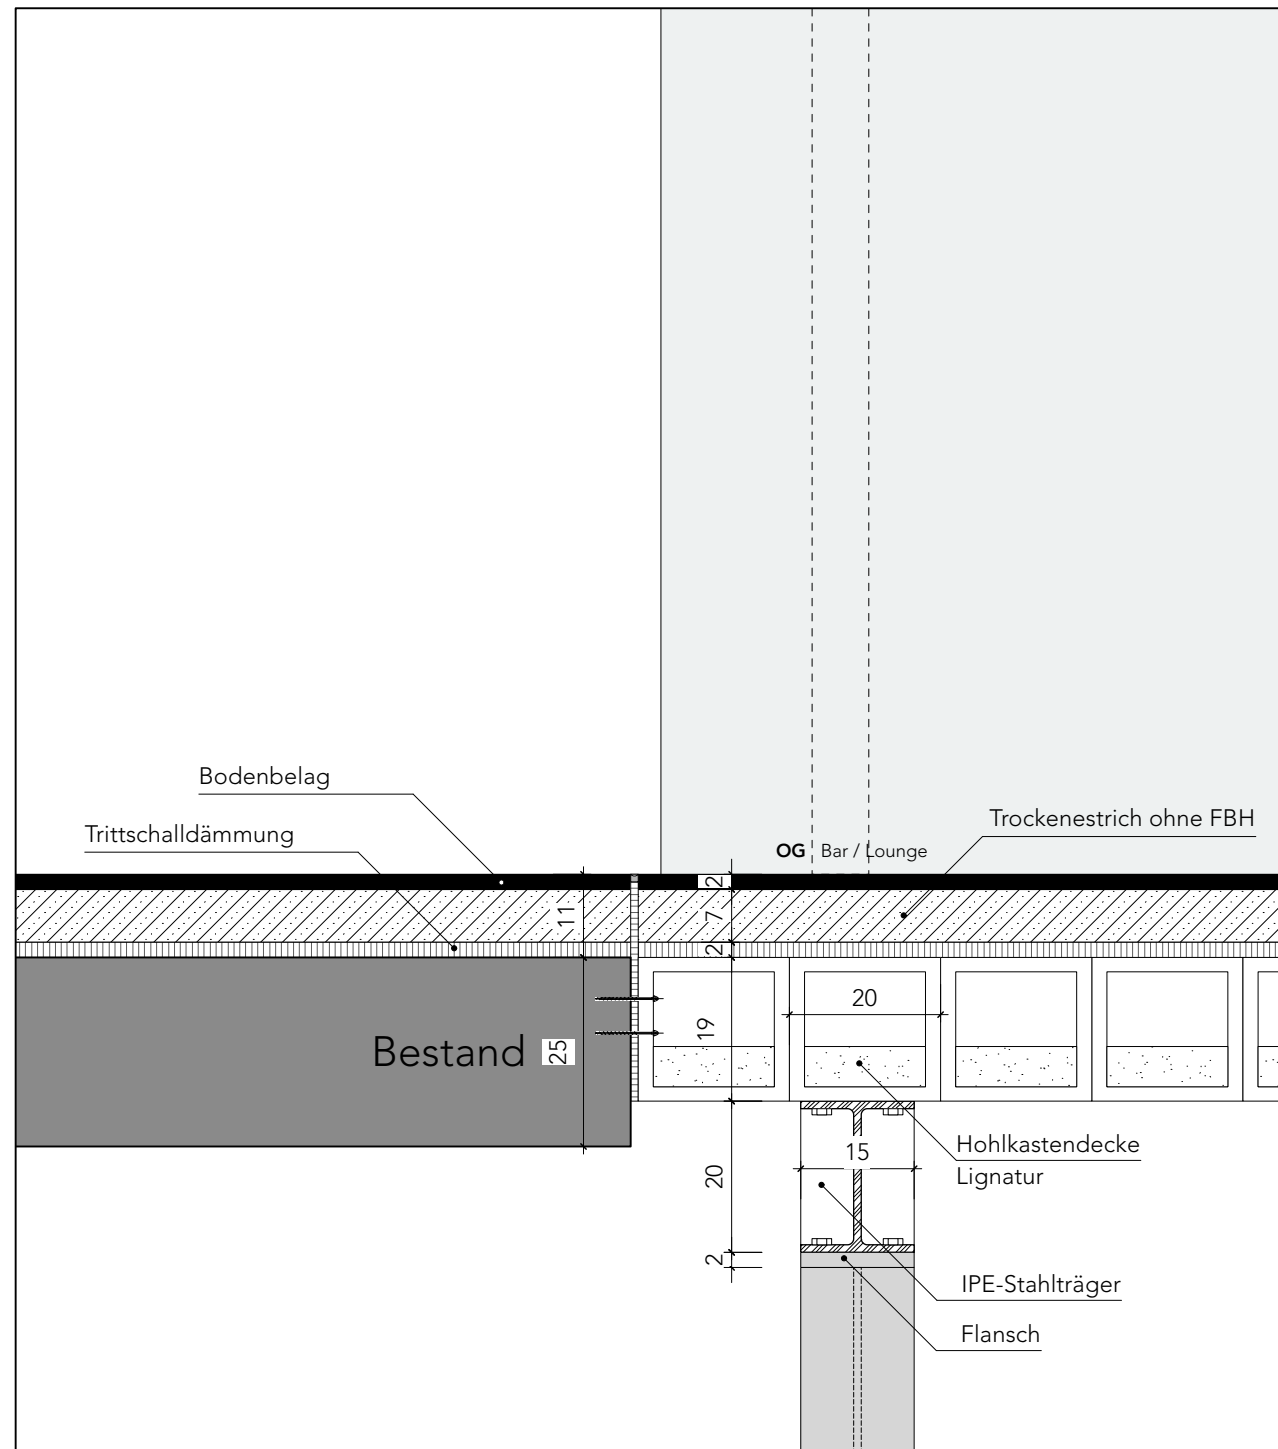 Bodenbelag
Trittschalldämmung
Trockenestrich ohne FBH
OG Bar / Lounge
2
11
7
2
20
19
Bestand 25
Hohlkastendecke
Lignatur
15
20
2
IPE-Stahlträger
Flansch